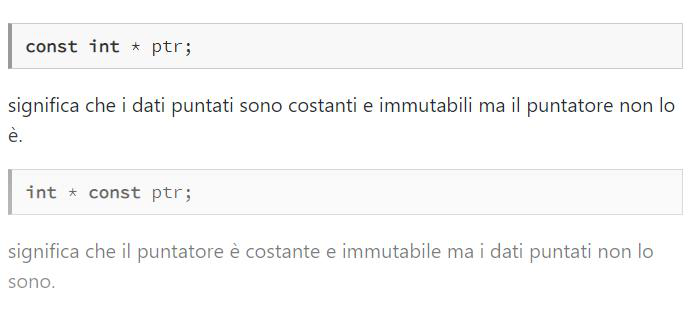 const int * ptr;
significa che i dati puntati sono costanti e immutabili ma il puntatore non lo
è.
int * const ptr;
significa che il puntatore è costante e immutabile ma i dati puntati non lo
sono.